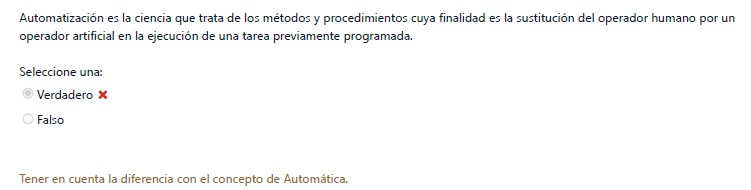 Automatización es la ciencia que trata de los métodos y procedimientos cuya finalidad es la sustitución del operador humano por un
operador artificial en la ejecución de una tarea previamente programada.
Seleccione una:
Verdadero
Falso
Tener en cuenta la diferencia con el concepto de Automática.